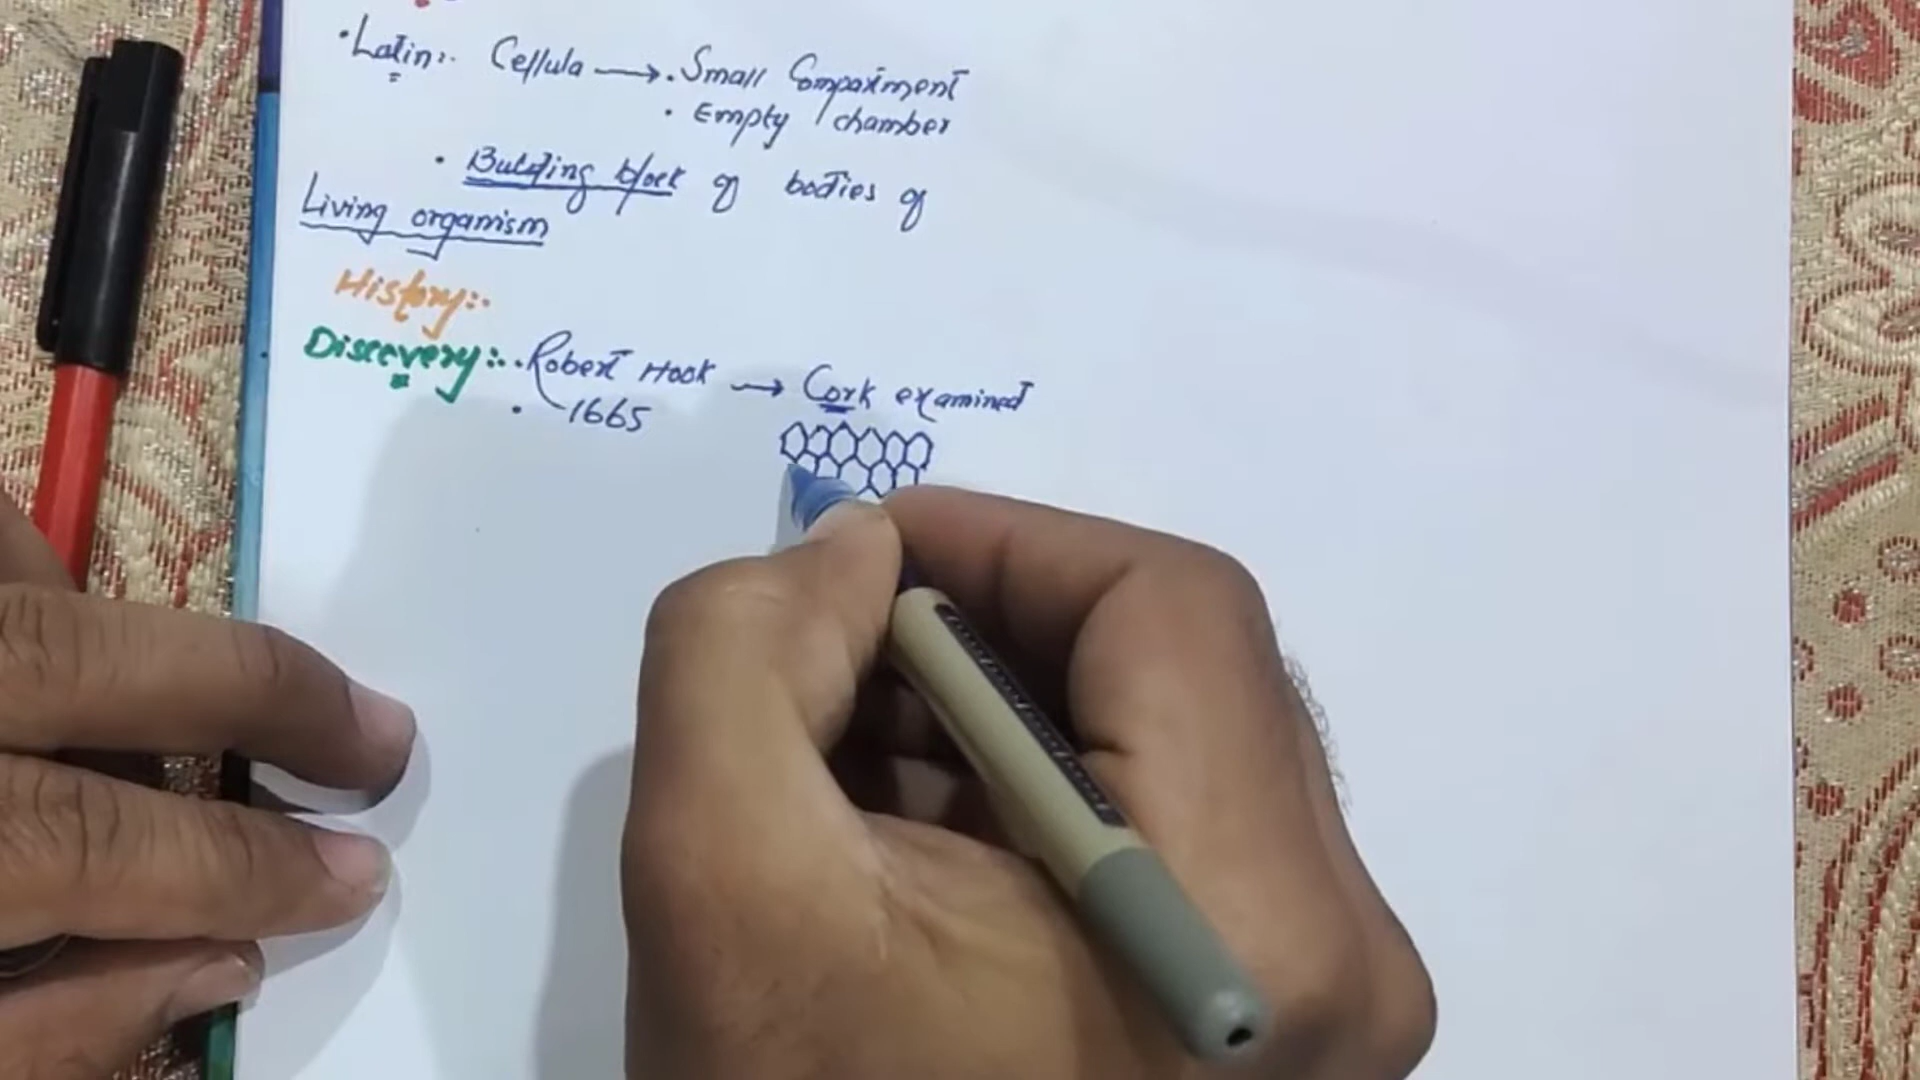 • Latin:- Cellula → • Small Compartment
• Empty chamber
• Building block of bodies of
Living organism
History:-
Discovery:- • Robert Hook → Cork examined
• 1665